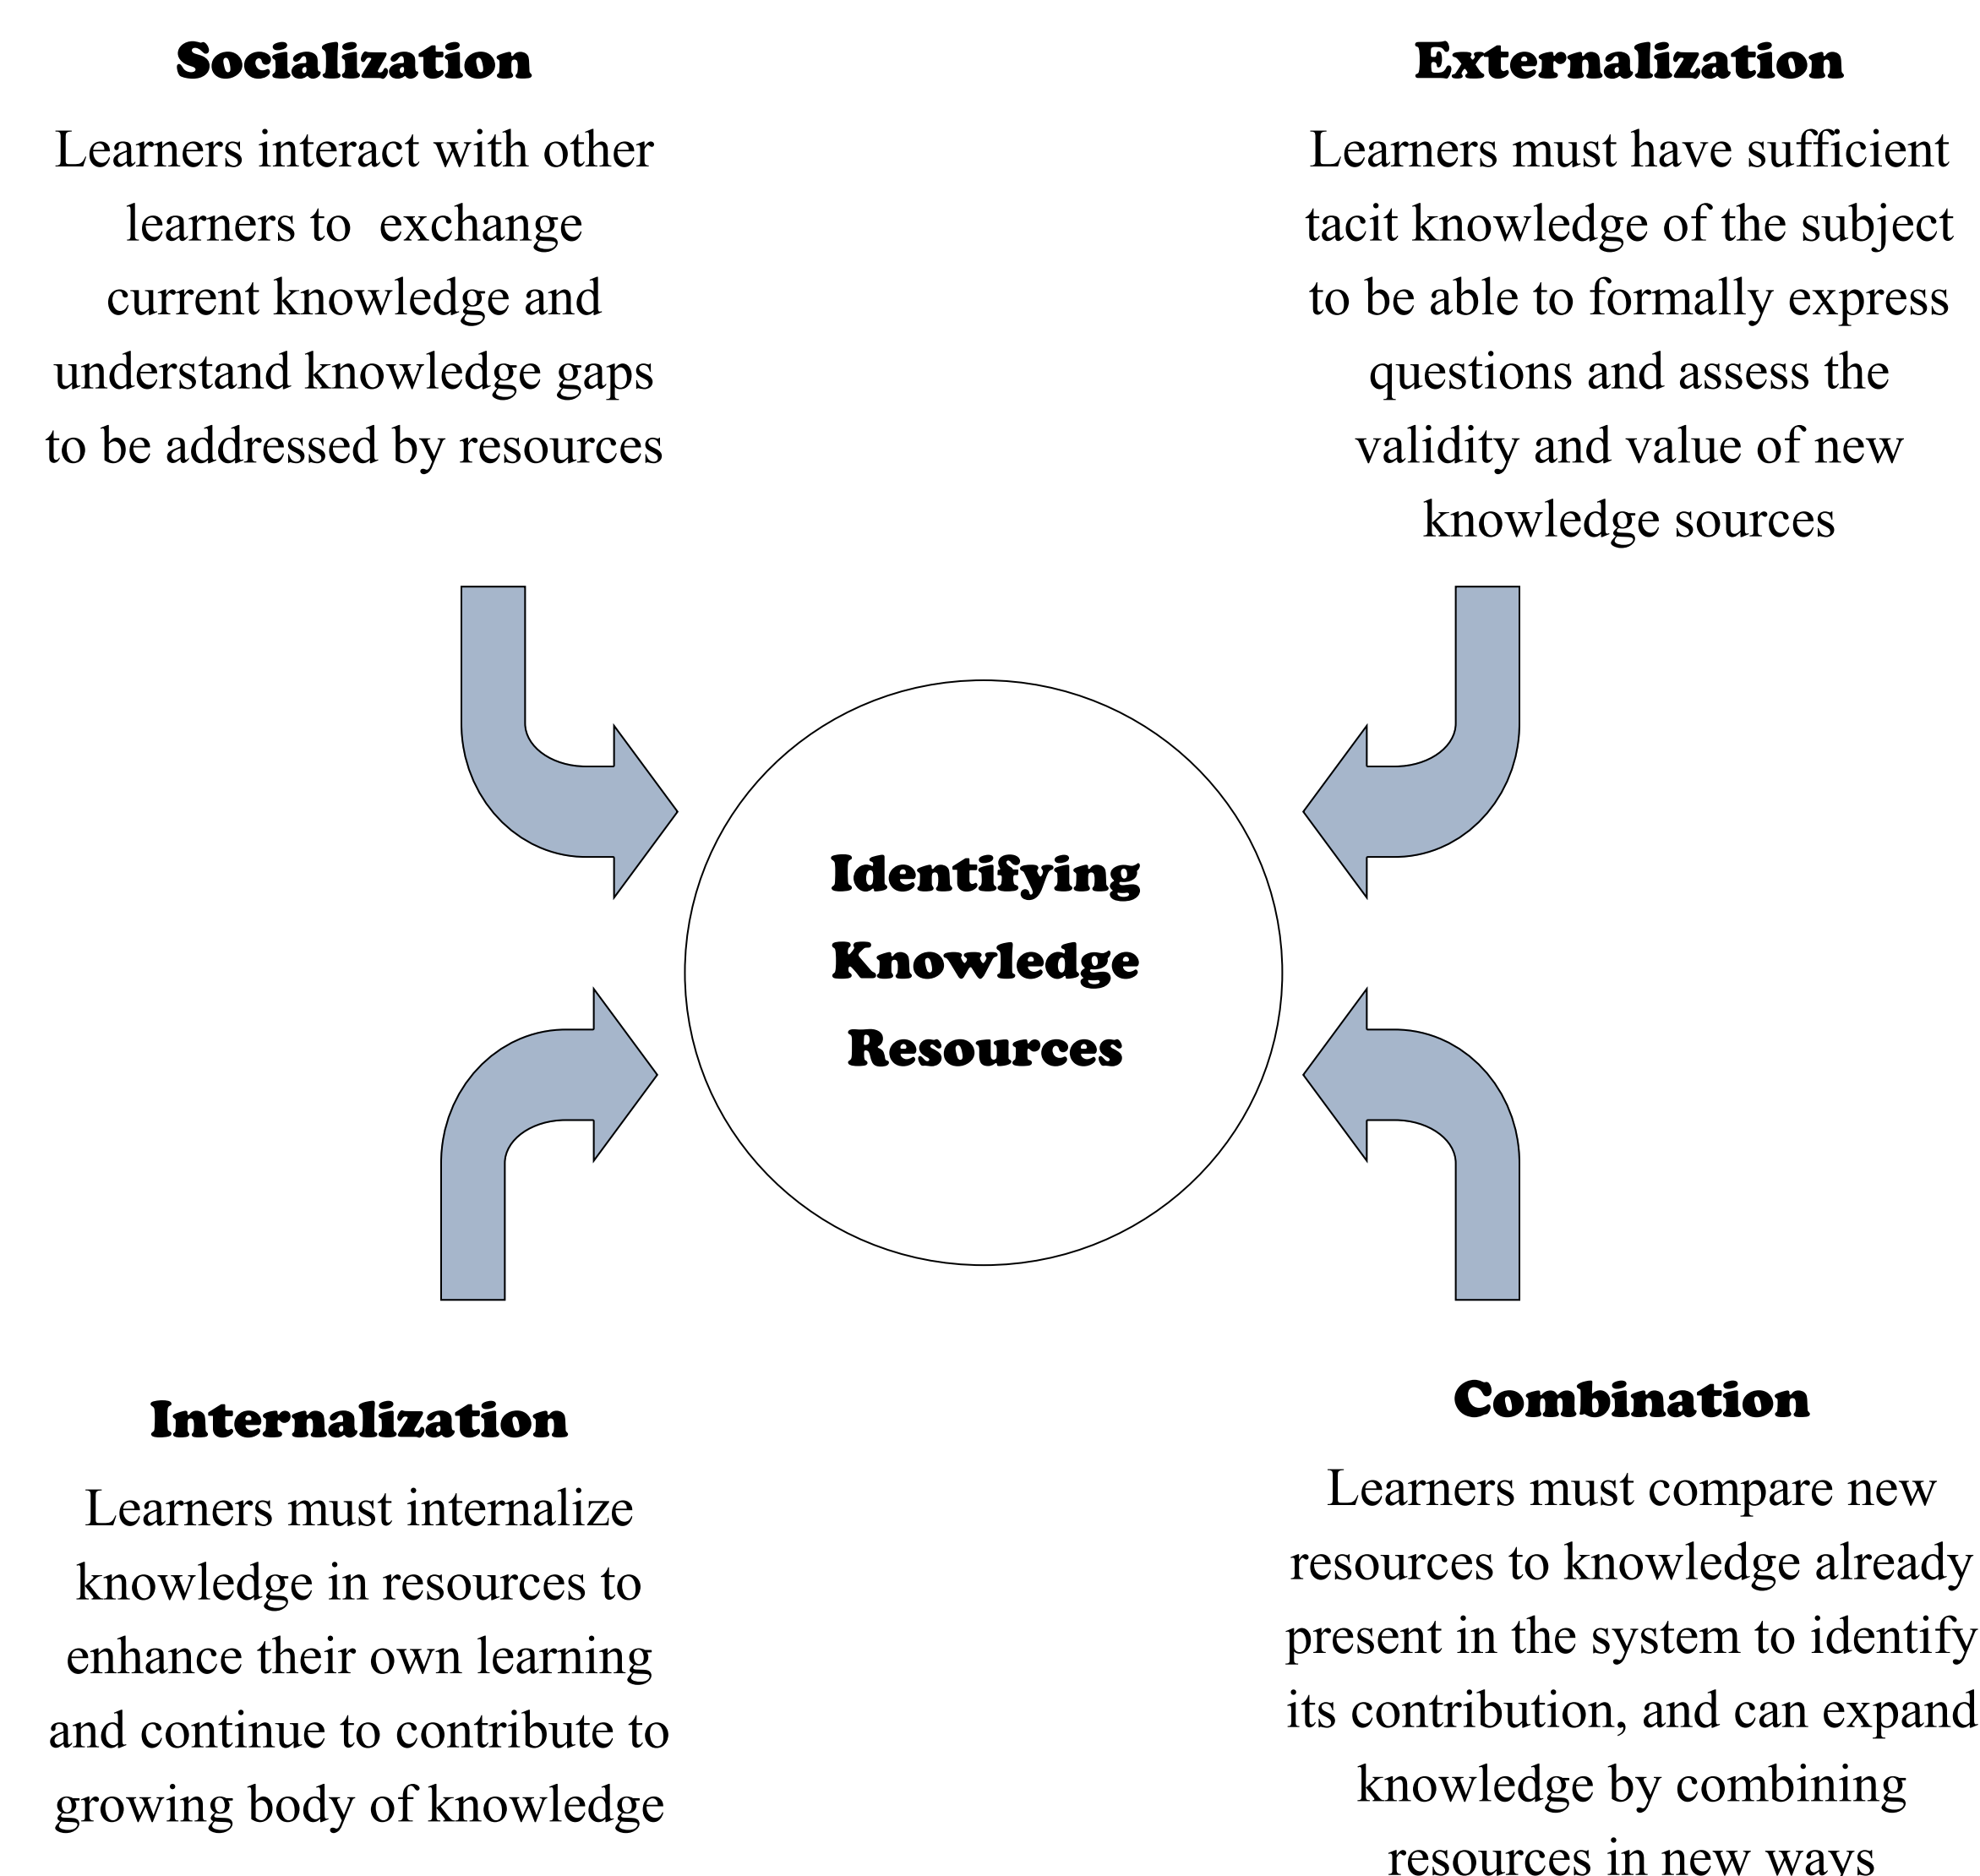 Socialization
Learners interact with other
learners to  exchange
current knowledge and
understand knowledge gaps
to be addressed by resources
Externalization
Learners must have sufficient
tacit knowledge of the subject
to be able to formally express
questions and assess the
validity and value of new
knowledge sources
Identifying
Knowledge
Resources
Internalization
Learners must internalize
knowledge in resources to
enhance their own learning
and continue to contribute to
growing body of knowledge
Combination
Learners must compare new
resources to knowledge already
present in the system to identify
its contribution, and can expand
knowledge by combining
resources in new ways